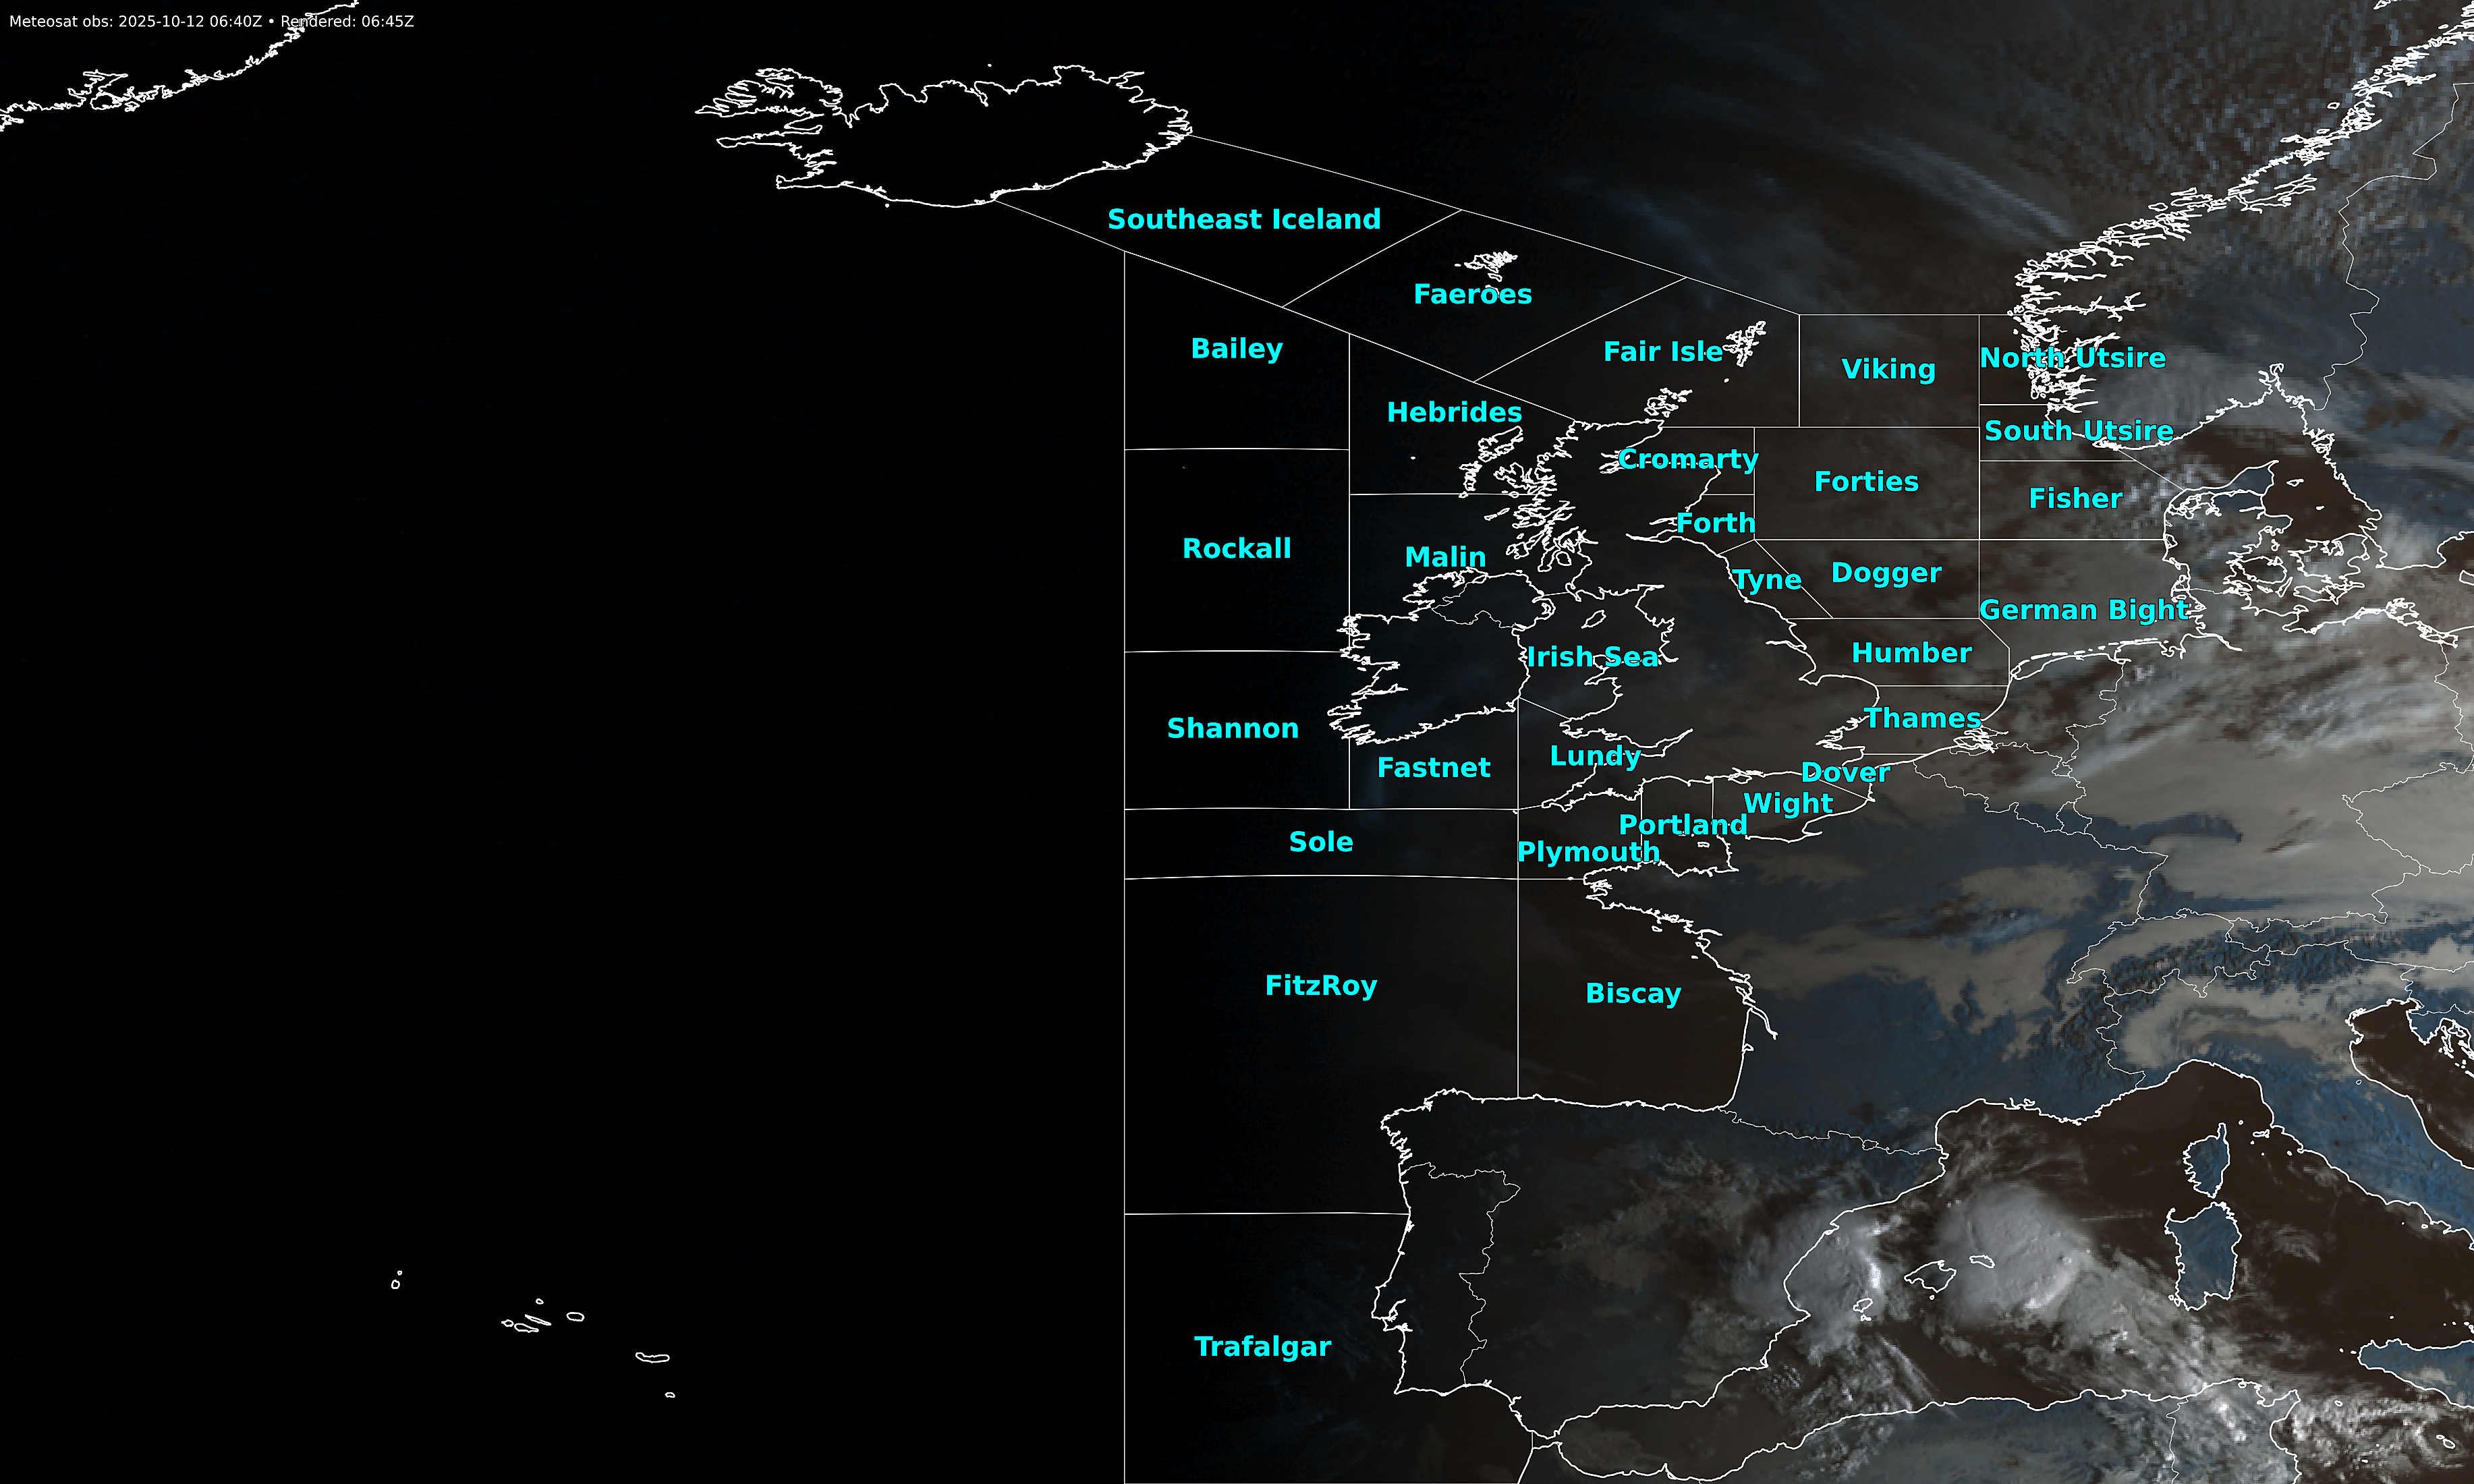 Meteosat obs: 2025-10-12 06:40Z • Rendered: 06:45Z
Southeast Iceland
Faeroes
Bailey
Fair Isle
Viking
North Utsire
Hebrides
South Utsire
Cromarty
Forties
Fisher
Forth
Rockall
Malin
Tyne
Dogger
German Bight
Irish Sea
Humber
Shannon
Thames
Fastnet
Lundy
Dover
Wight
Portland
Sole
Plymouth
FitzRoy
Biscay
Trafalgar